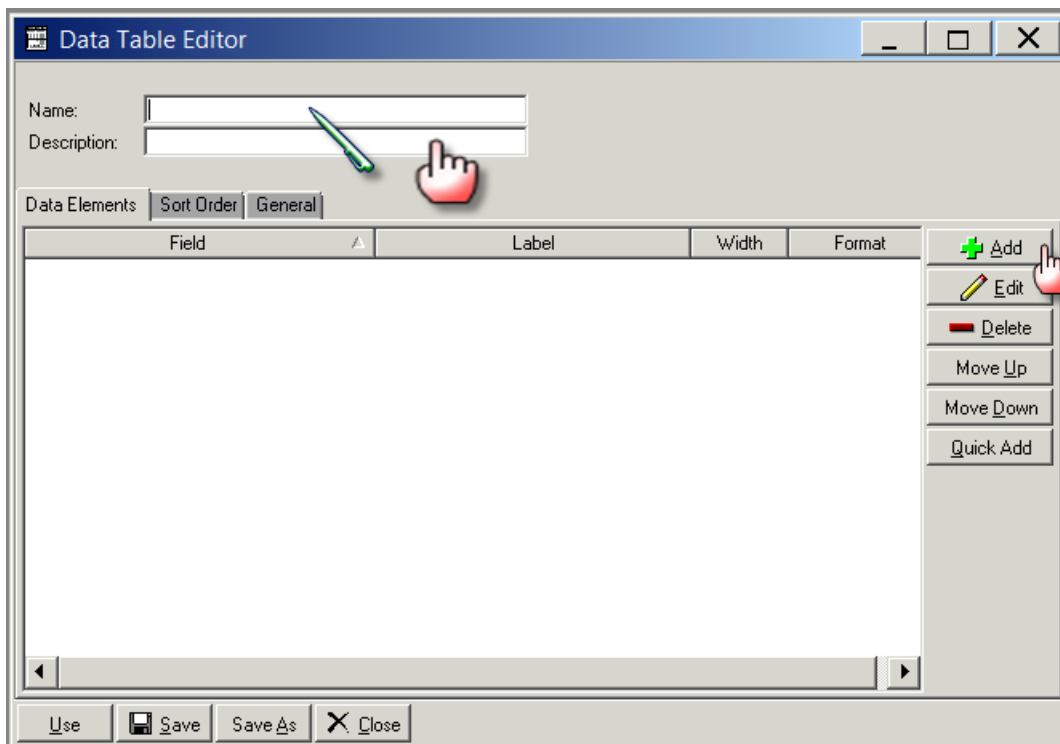 Data Table Editor
Name:
Description:
Data Elements Sort Order General
Field Label Width Format
Add
Edit
Delete
Move Up
Move Down
Quick Add
Use Save Save As Close